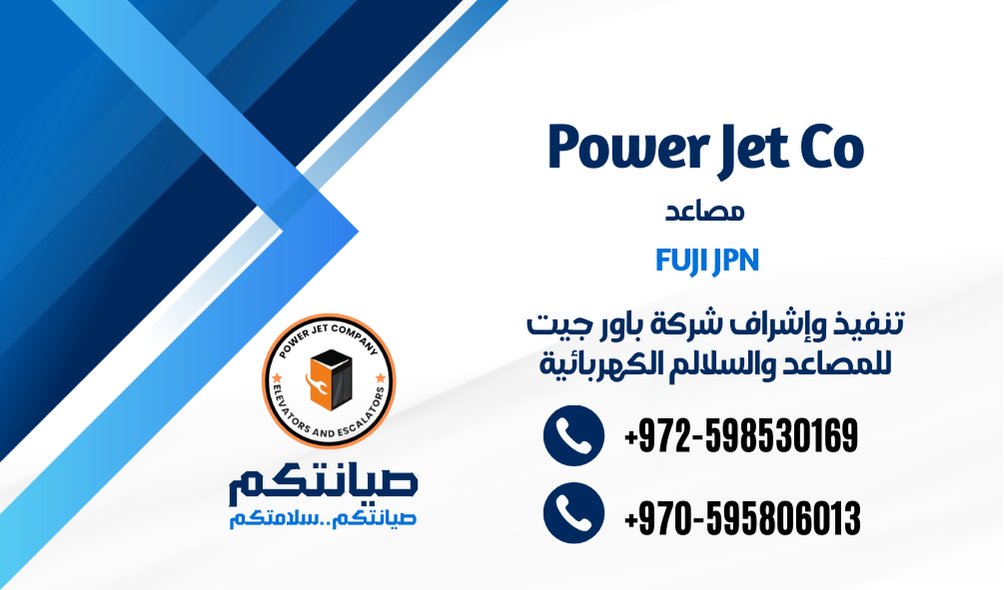 Power Jet Co
مصاعد
FUJI JPN
تنفيذ وإشراف شركة باور جيت
للمصاعد والسلالم الكهربائية
+972-598530169
+970-595806013
POWER JET COMPANY
ELEVATORS AND ESCALATORS
صيانتكم
صيانتكم..سلامتكم